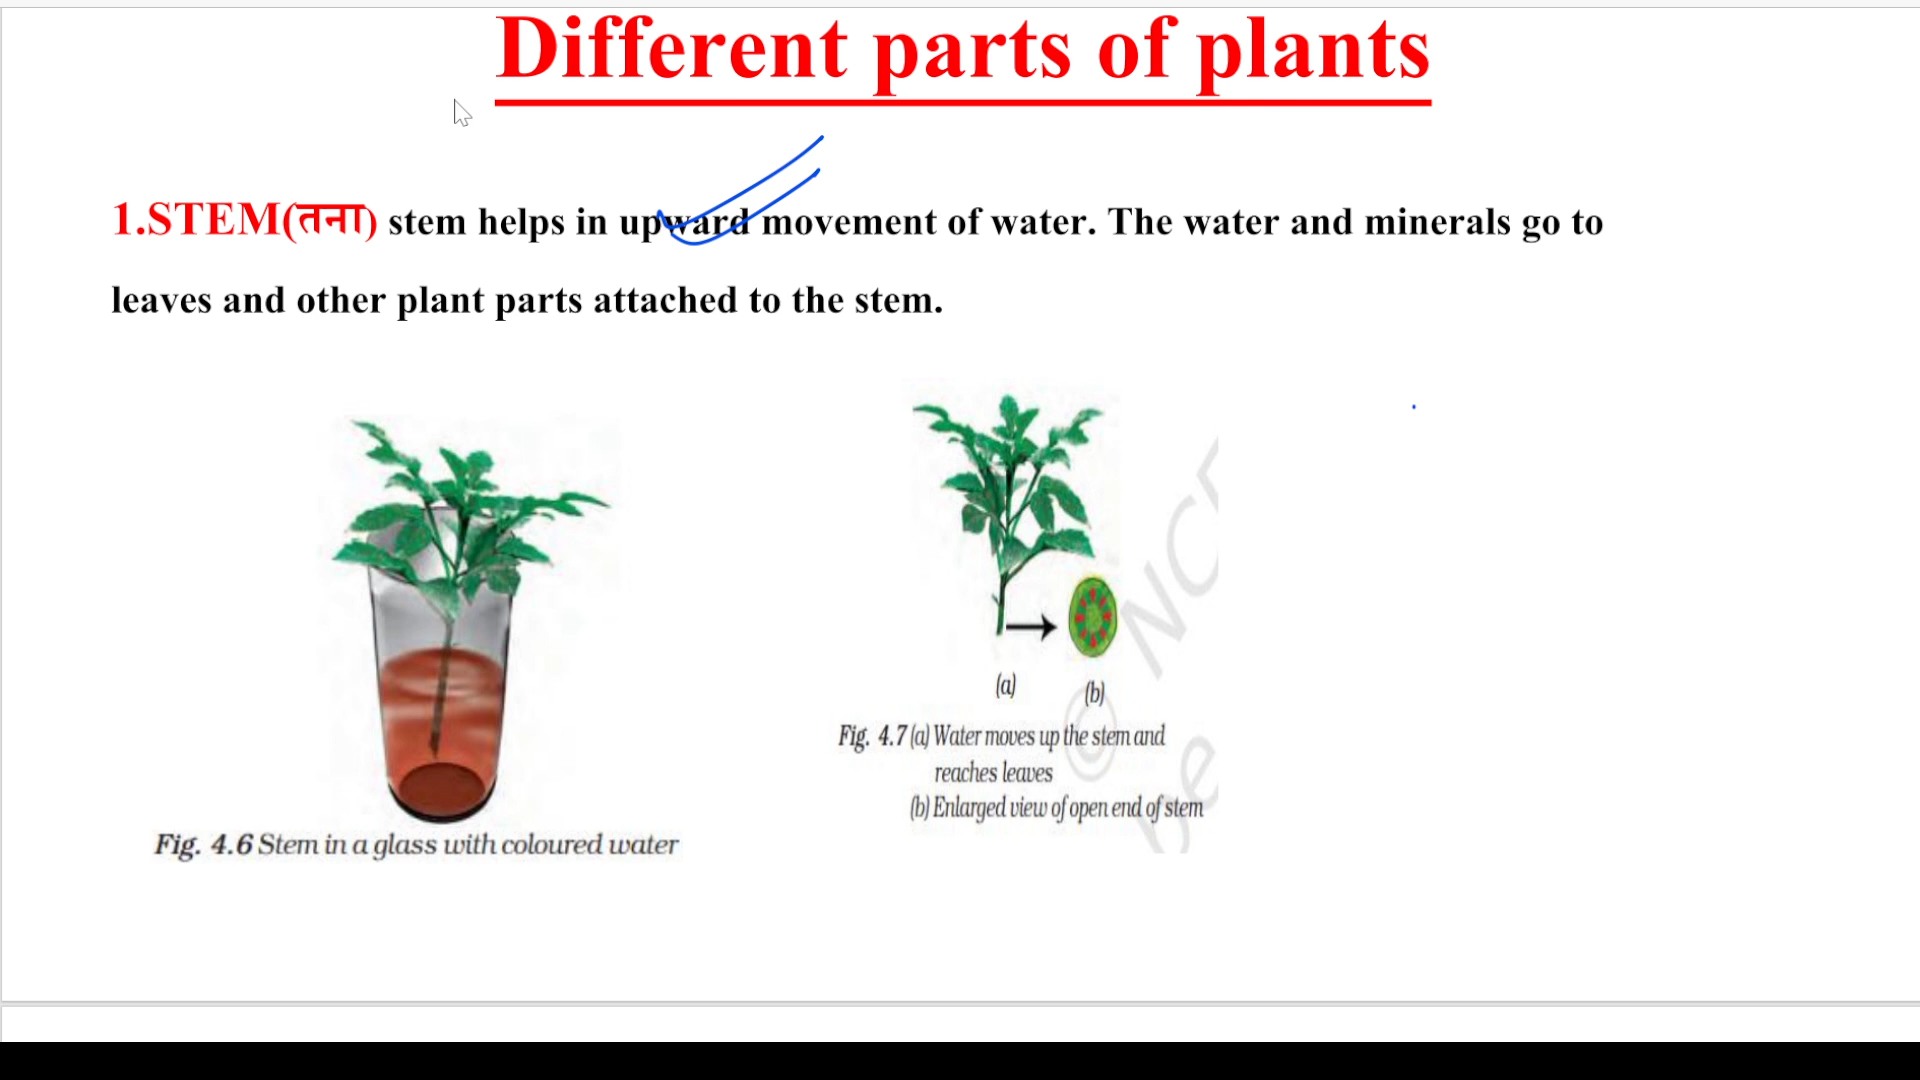 Different parts of plants
1.STEM(तना) stem helps in upward movement of water. The water and minerals go to
leaves and other plant parts attached to the stem.
(a)
(b)
Fig. 4.7 (a) Water moves up the stem and
reaches leaves
(b) Enlarged view of open end of stem
Fig. 4.6 Stem in a glass with coloured water
© NC
be